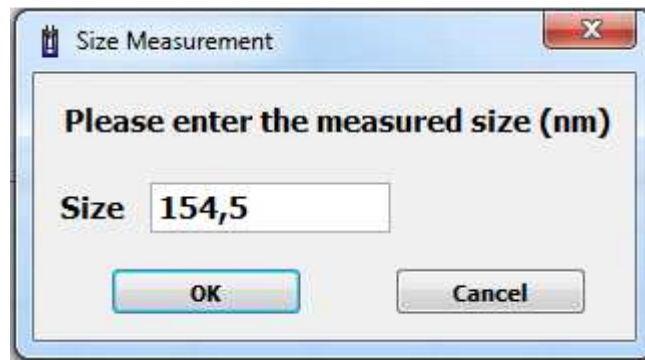 Size Measurement
Please enter the measured size (nm)
Size 154,5
OK Cancel